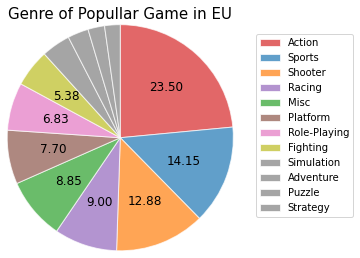 Genre of Popullar Game in EU
23.50
14.15
12.88
9.00
8.85
7.70
6.83
5.38
Action
Sports
Shooter
Racing
Misc
Platform
Role-Playing
Fighting
Simulation
Adventure
Puzzle
Strategy